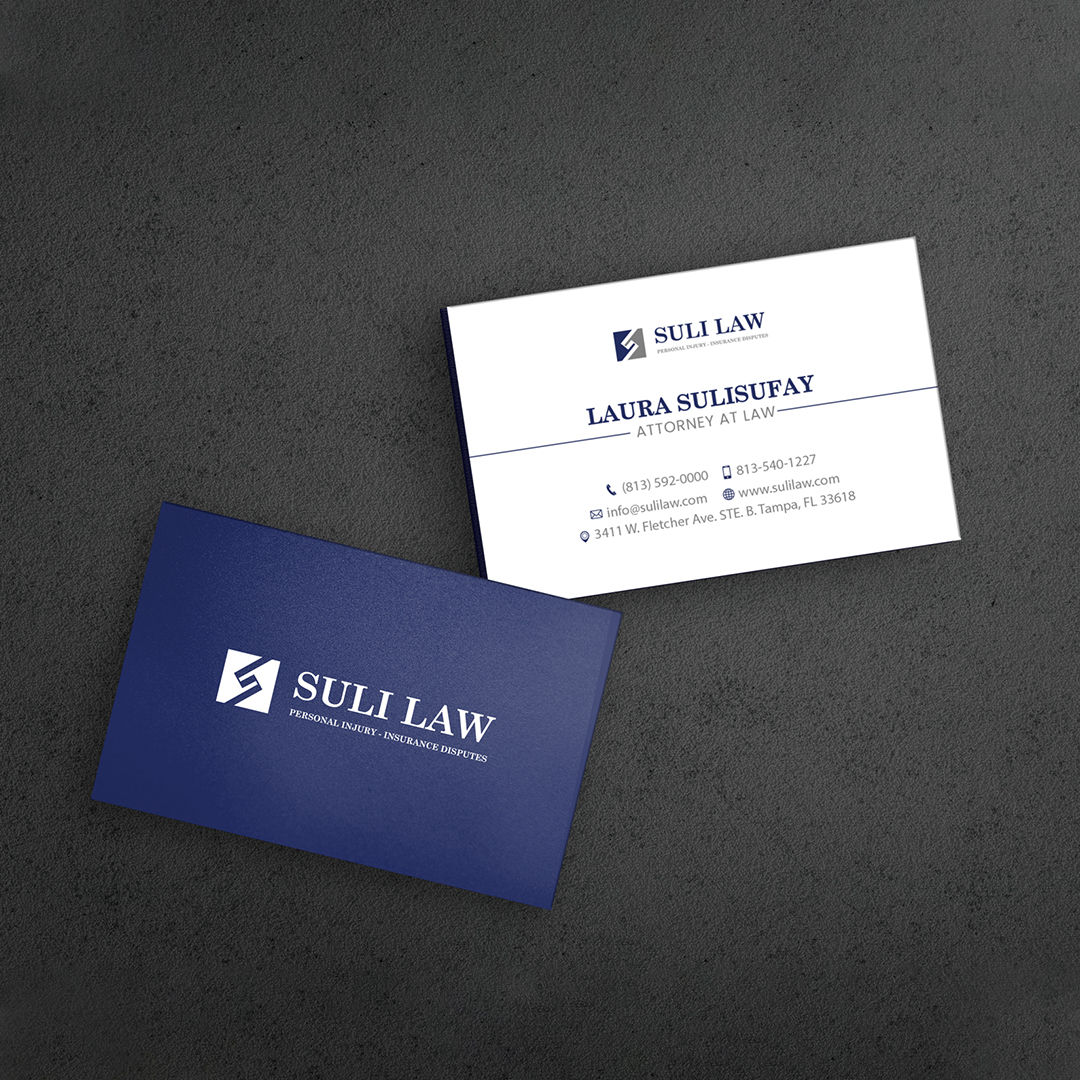 SULI LAW
PERSONAL INJURY - INSURANCE DISPUTES
LAURA SULISUFAY
ATTORNEY AT LAW
(813) 592-0000 813-540-1227
info@sulilaw.com www.sulilaw.com
3411 W. Fletcher Ave. STE. B. Tampa, FL 33618
SULI LAW
PERSONAL INJURY - INSURANCE DISPUTES